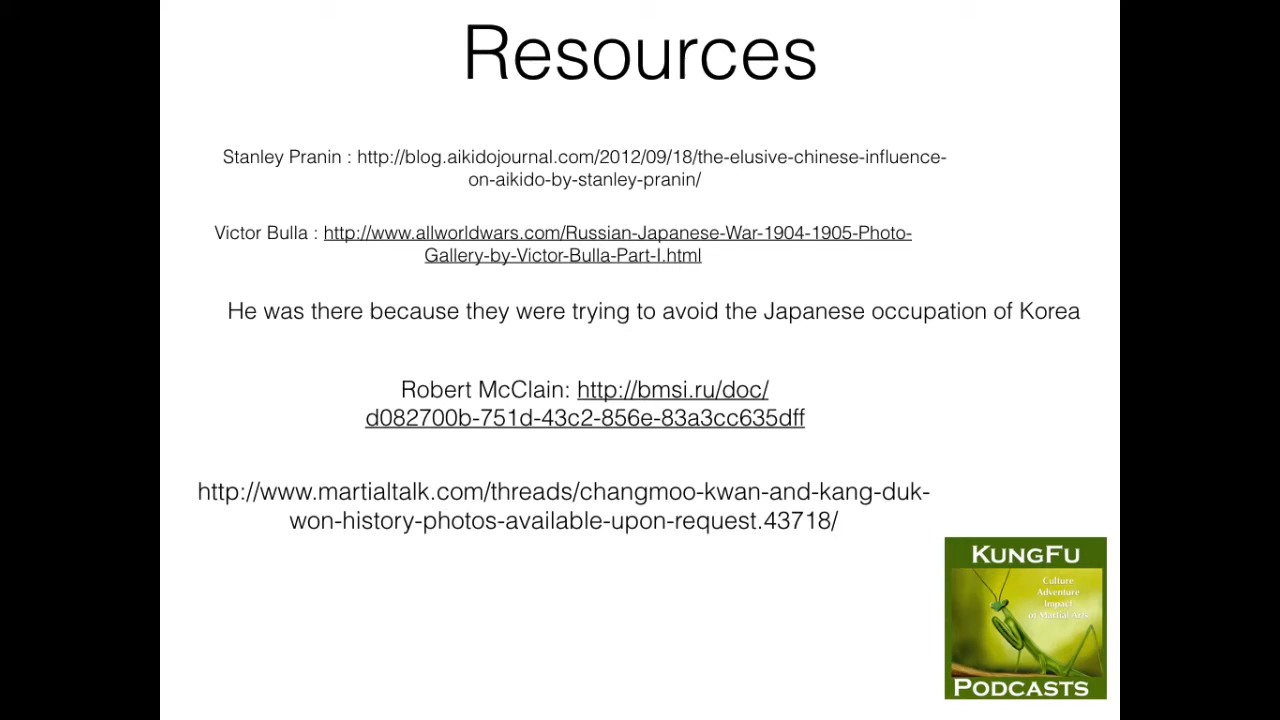 Resources
Stanley Pranin : http://blog.aikidojournal.com/2012/09/18/the-elusive-chinese-influence-
on-aikido-by-stanley-pranin/
Victor Bulla : http://www.allworldwars.com/Russian-Japanese-War-1904-1905-Photo-
Gallery-by-Victor-Bulla-Part-I.html
He was there because they were trying to avoid the Japanese occupation of Korea
Robert McClain: http://bmsi.ru/doc/
d082700b-751d-43c2-856e-83a3cc635dff
http://www.martialtalk.com/threads/changmoo-kwan-and-kang-duk-
won-history-photos-available-upon-request.43718/
KUNGFU
Culture
Adventure
Impact
of Martial Arts
PODCASTS